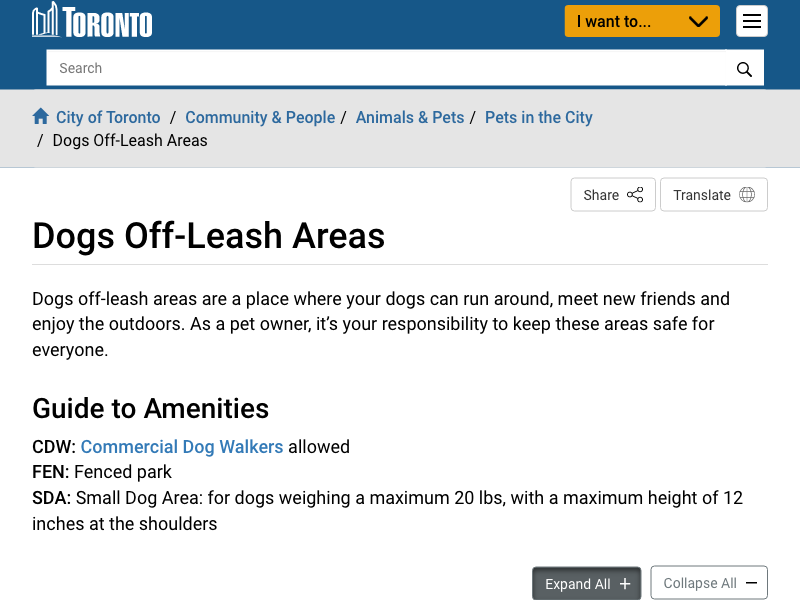 TORONTO
I want to...
Search
City of Toronto / Community & People / Animals & Pets / Pets in the City
/ Dogs Off-Leash Areas
Share
Translate
Dogs Off-Leash Areas
Dogs off-leash areas are a place where your dogs can run around, meet new friends and
enjoy the outdoors. As a pet owner, it’s your responsibility to keep these areas safe for
everyone.
Guide to Amenities
CDW: Commercial Dog Walkers allowed
FEN: Fenced park
SDA: Small Dog Area: for dogs weighing a maximum 20 lbs, with a maximum height of 12
inches at the shoulders
Expand All +
Collapse All −